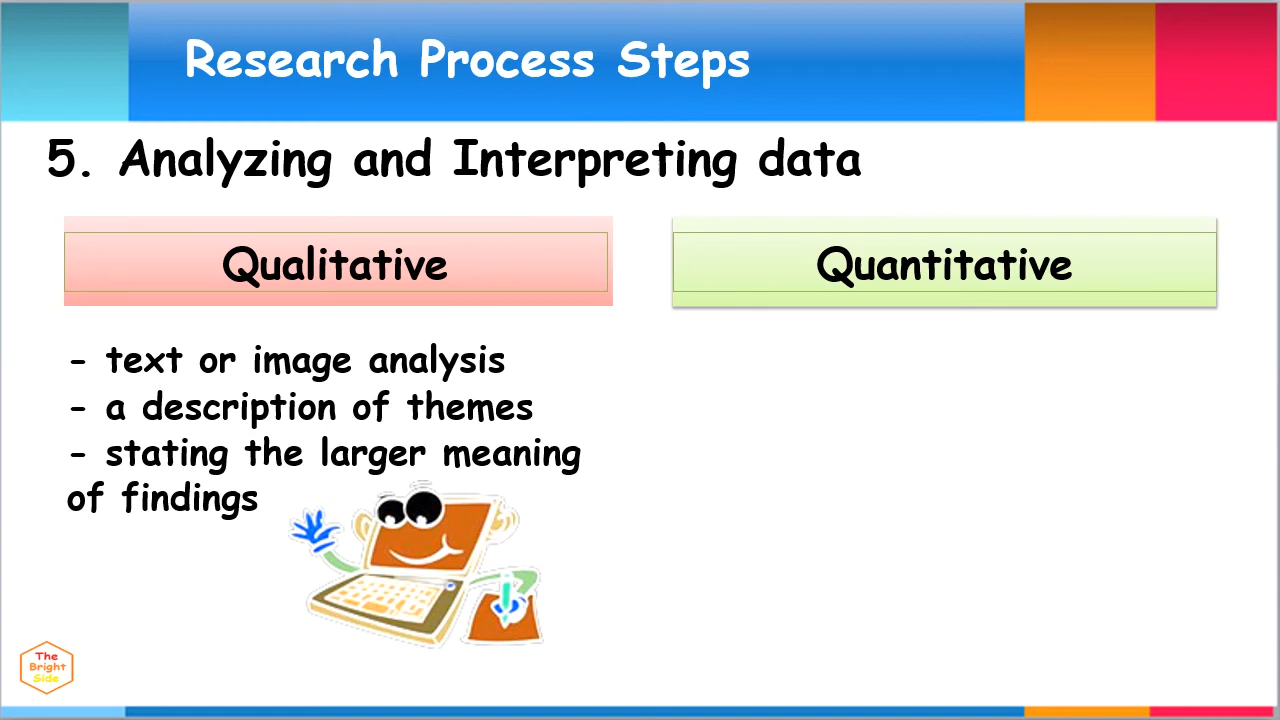 Research Process Steps
5. Analyzing and Interpreting data
Qualitative
Quantitative
- text or image analysis
- a description of themes
- stating the larger meaning
of findings
The
Bright
Side